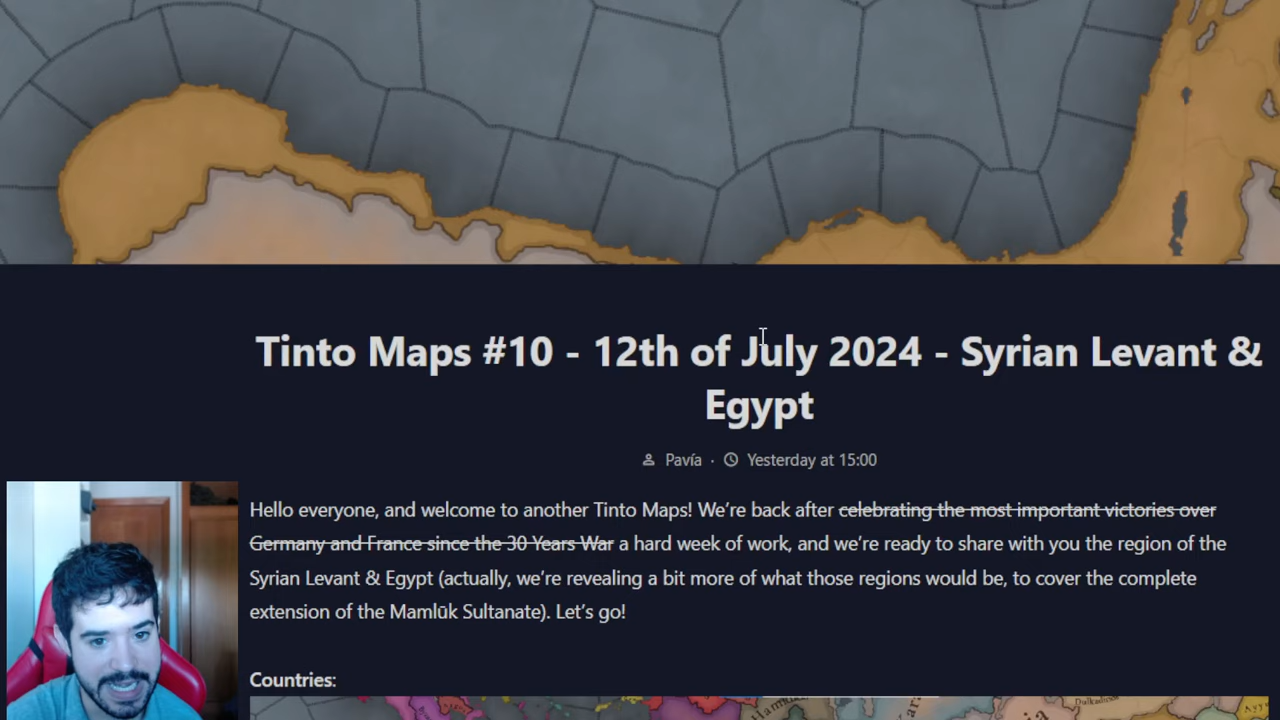 Tinto Maps #10 - 12th of July 2024 - Syrian Levant &
Egypt
Pavía · Yesterday at 15:00
Hello everyone, and welcome to another Tinto Maps! We’re back after celebrating the most important victories over
Germany and France since the 30 Years War a hard week of work, and we’re ready to share with you the region of the
Syrian Levant & Egypt (actually, we’re revealing a bit more of what those regions would be, to cover the complete
extension of the Mamlūk Sultanate). Let’s go!
Countries: